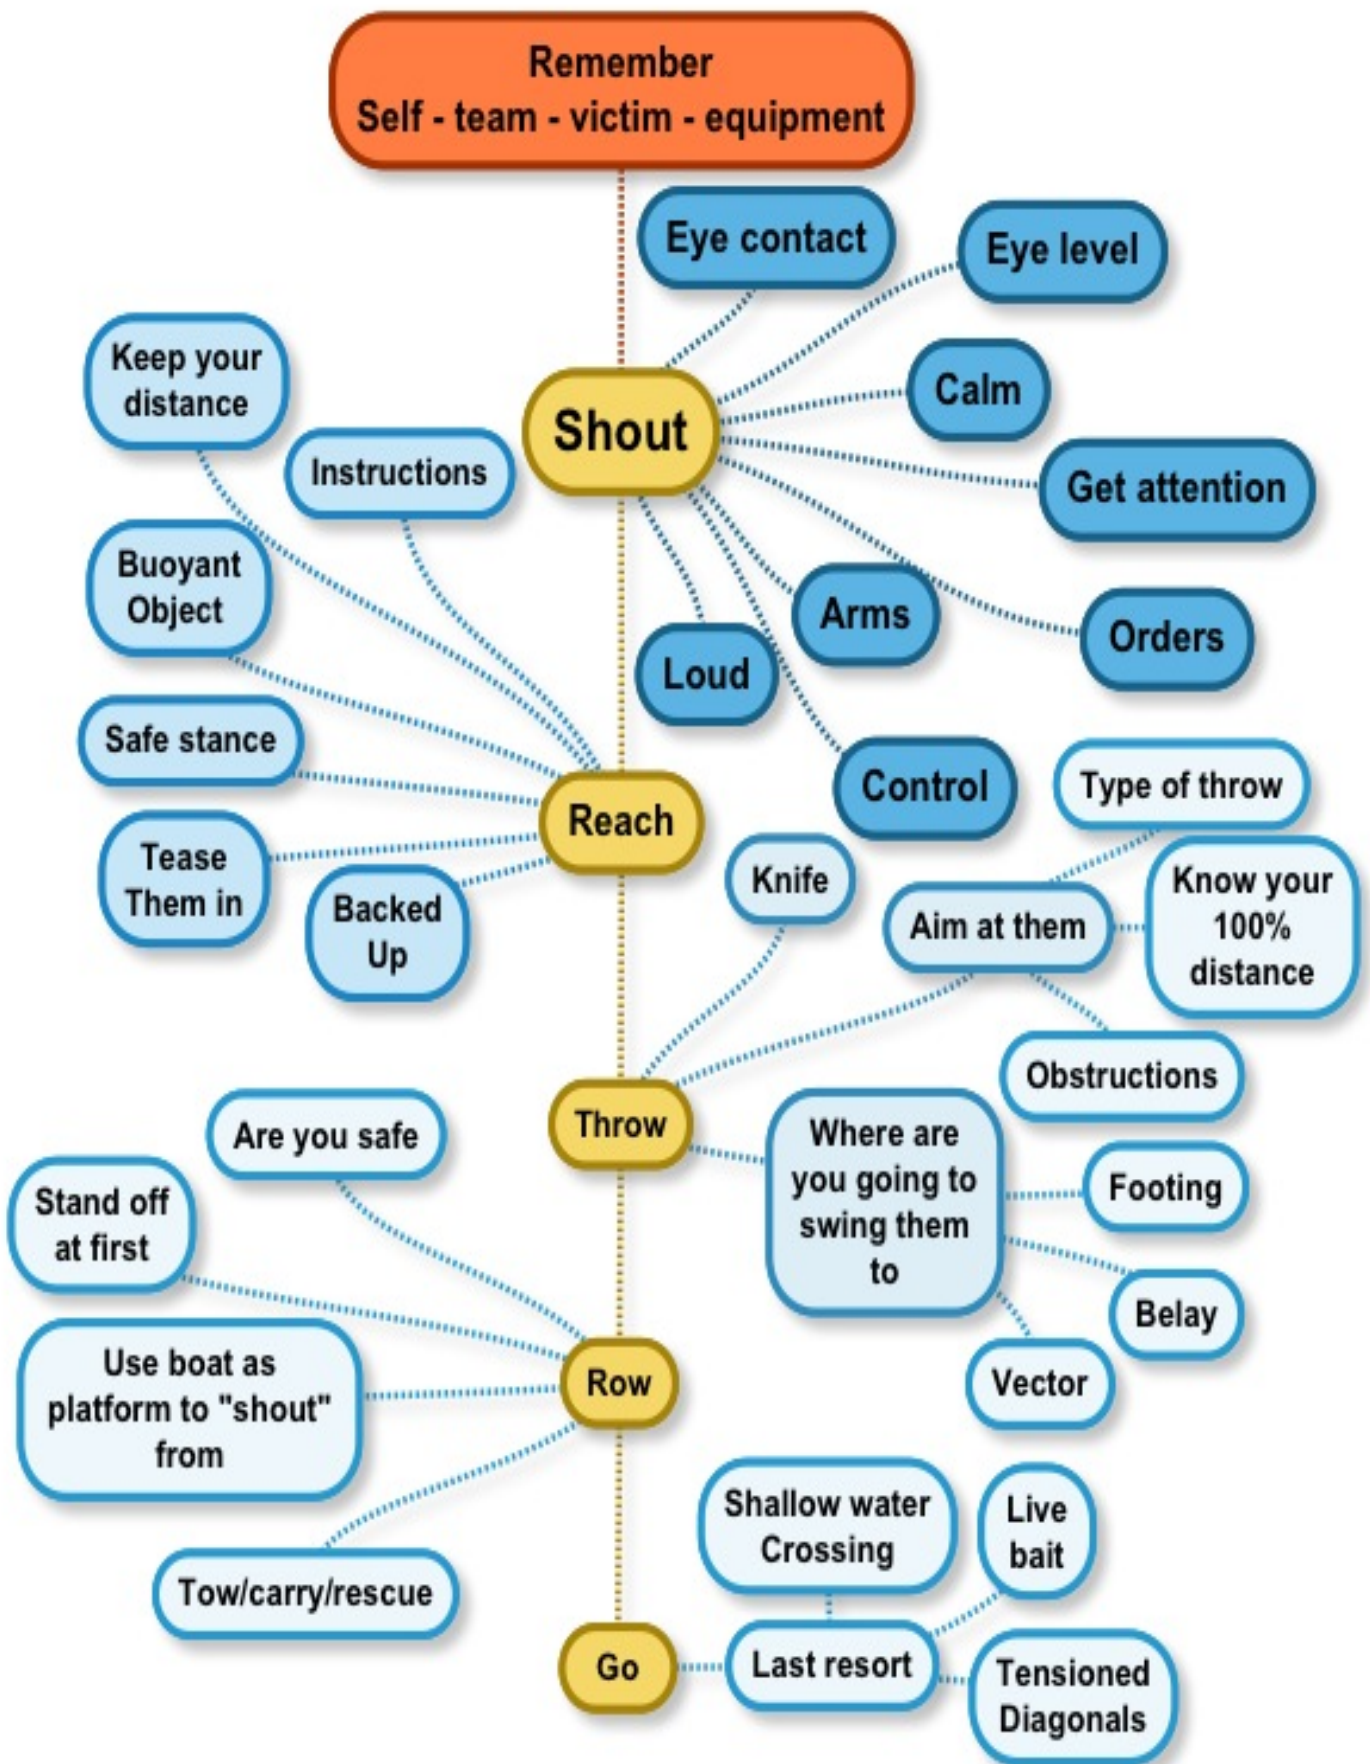 Remember
Self - team - victim - equipment
Eye contact
Eye level
Keep your
distance
Calm
Shout
Instructions
Get attention
Buoyant
Object
Arms
Orders
Loud
Safe stance
Control
Type of throw
Reach
Tease
Them in
Knife
Know your
100%
distance
Backed
Up
Aim at them
Obstructions
Are you safe
Throw
Where are
you going to
swing them
to
Footing
Stand off
at first
Belay
Use boat as
platform to "shout"
from
Row
Vector
Shallow water
Crossing
Live
bait
Tow/carry/rescue
Go
Last resort
Tensioned
Diagonals